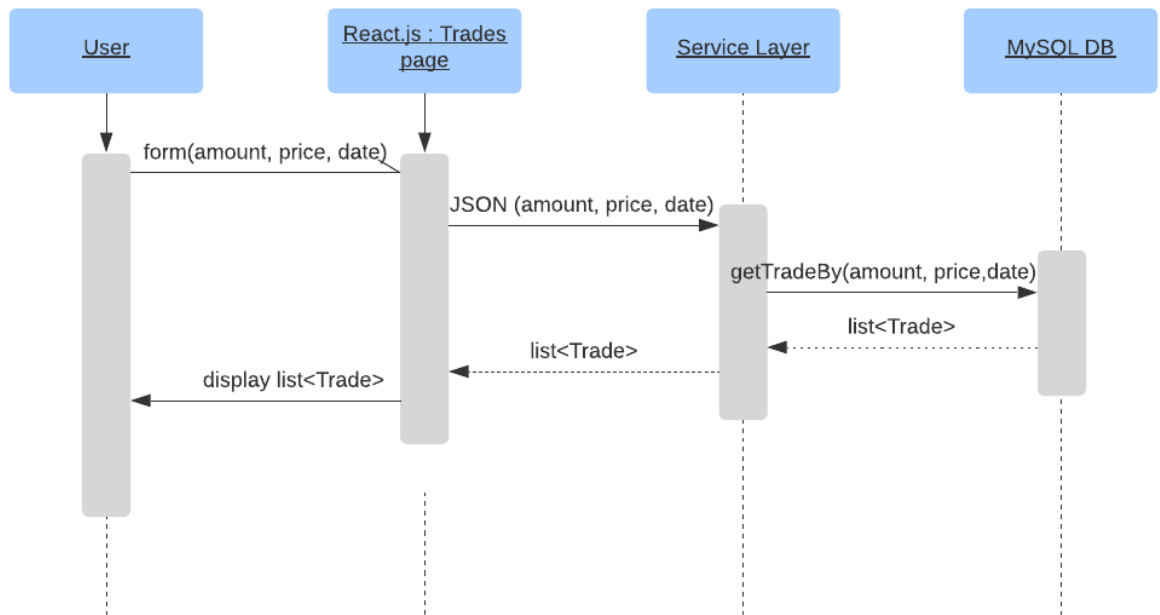 User
React.js : Trades
page
Service Layer
MySQL DB
form(amount, price, date)
JSON (amount, price, date)
getTradeBy(amount, price,date)
list<Trade>
list<Trade>
display list<Trade>